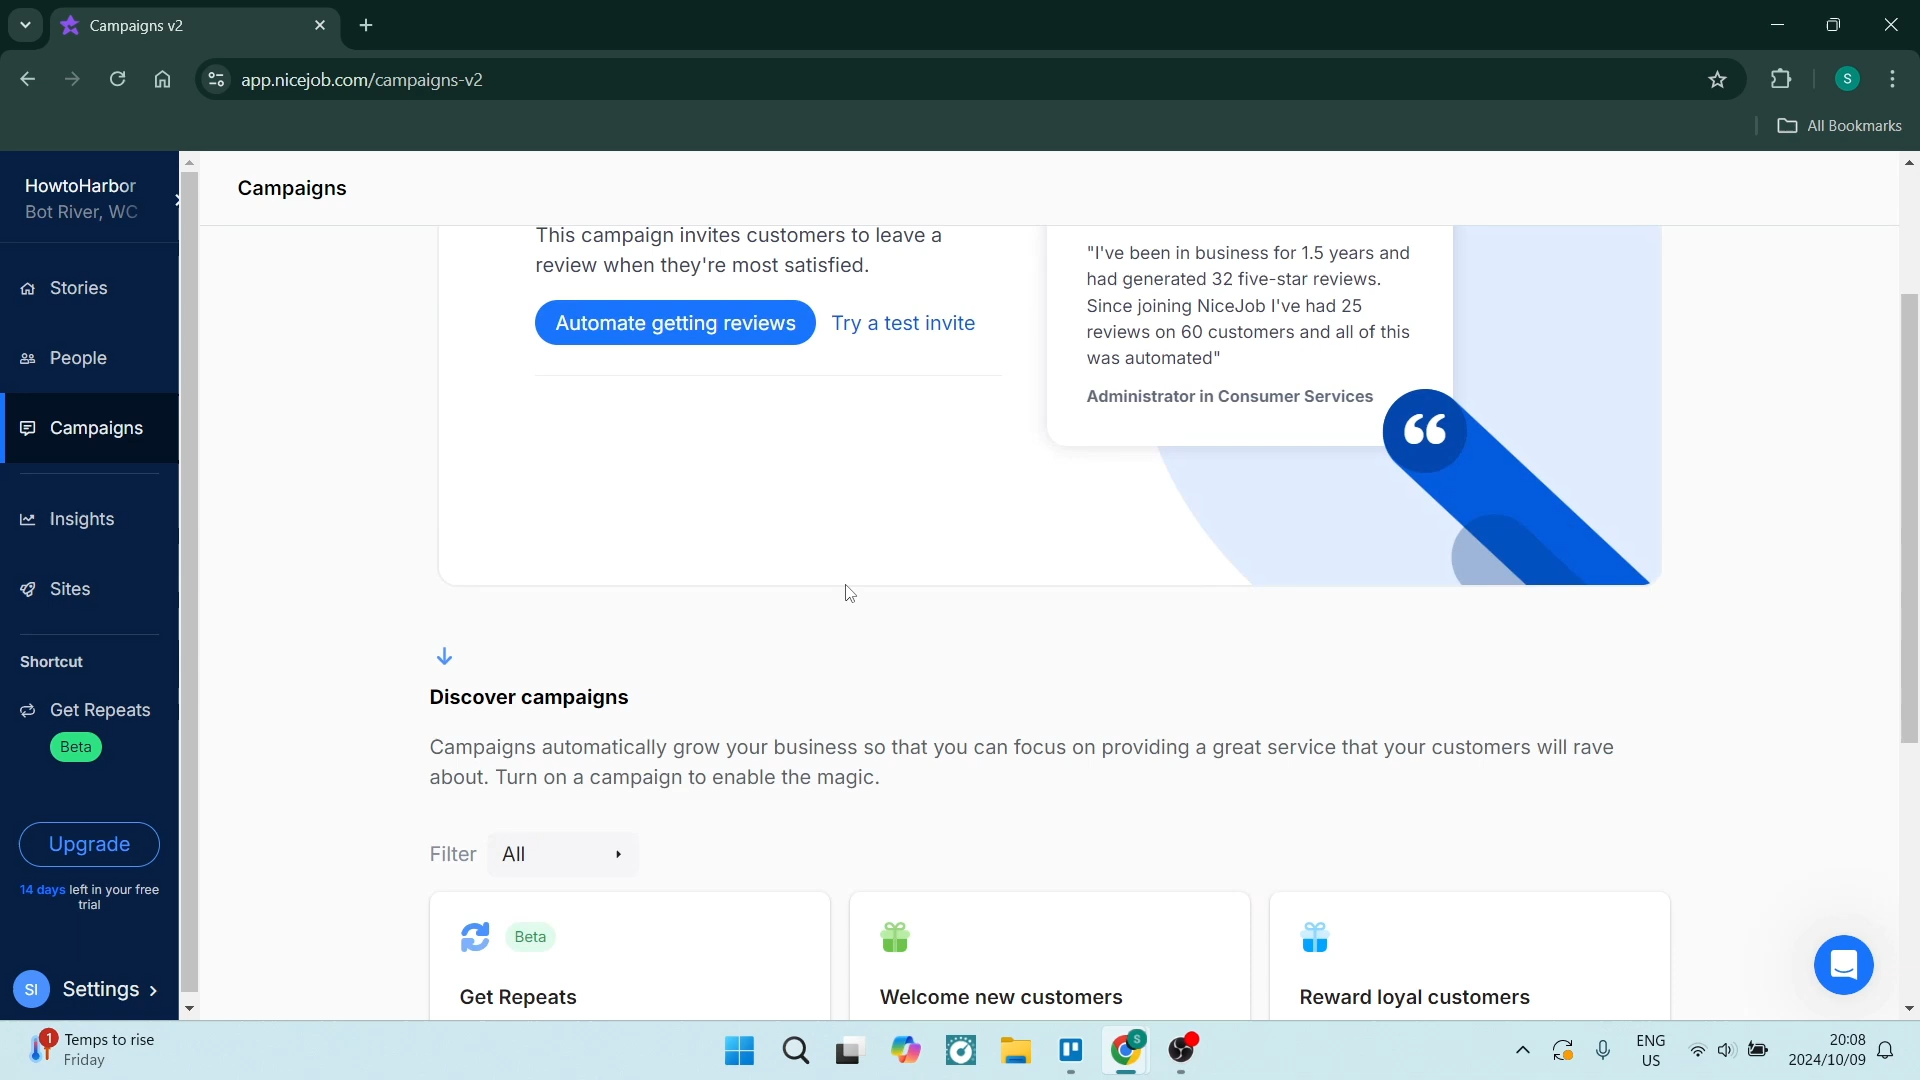 Campaigns v2
app.nicejob.com/campaigns-v2
S
All Bookmarks
HowtoHarbor
Bot River, WC
Stories
People
Campaigns
Insights
Sites
Shortcut
Get Repeats
Beta
Upgrade
14 days left in your free
trial
SI
Settings
Campaigns
This campaign invites customers to leave a
review when they're most satisfied.
Automate getting reviews
Try a test invite
"I've been in business for 1.5 years and
had generated 32 five-star reviews.
Since joining NiceJob I've had 25
reviews on 60 customers and all of this
was automated"
Administrator in Consumer Services
Discover campaigns
Campaigns automatically grow your business so that you can focus on providing a great service that your customers will rave
about. Turn on a campaign to enable the magic.
Filter
All
Beta
Get Repeats
Welcome new customers
Reward loyal customers
1
Temps to rise
Friday
S
ENG
US
20:08
2024/10/09